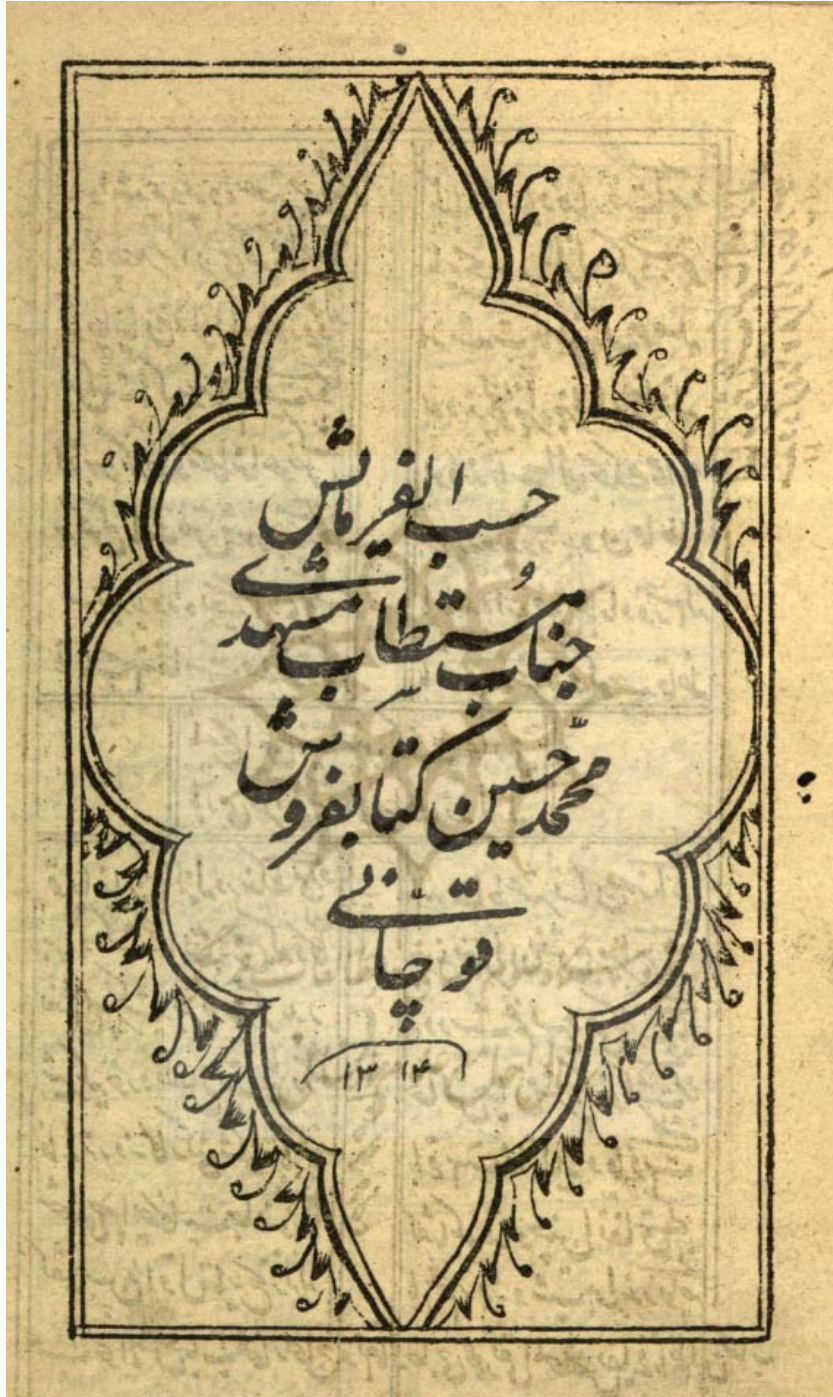 حسب الفرمایش
جناب مستطاب مشهدی
محمد حسین کتابفروش
قوچانی
۱۳۱۴